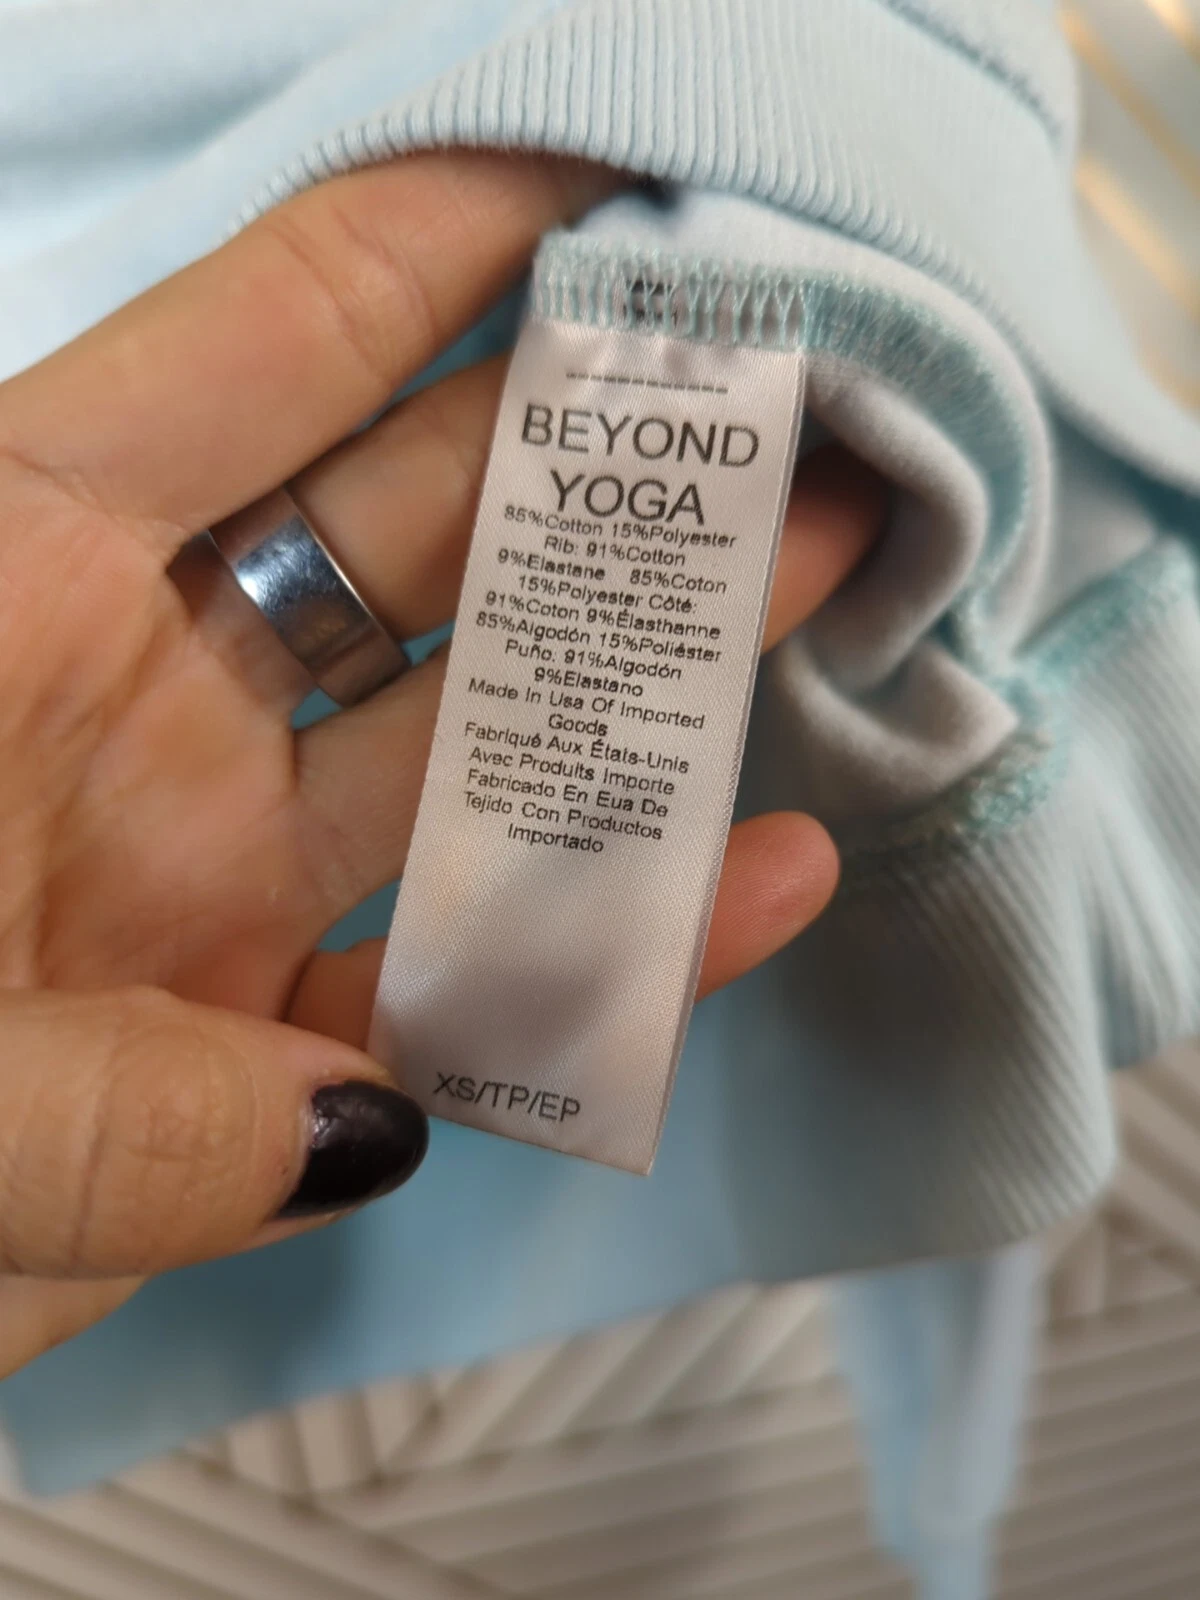 BEYOND
YOGA
85%Cotton 15%Polyester
Rib: 91%Cotton
9%Elastane 85%Coton
15%Polyester Côté:
91%Coton 9%Élasthanne
85%Algodón 15%Poliéster
Puño: 91%Algodón
9%Elastano
Made In Usa Of Imported
Goods
Fabriqué Aux États-Unis
Avec Produits Importe
Fabricado En Eua De
Tejido Con Productos
Importado
XS/TP/EP